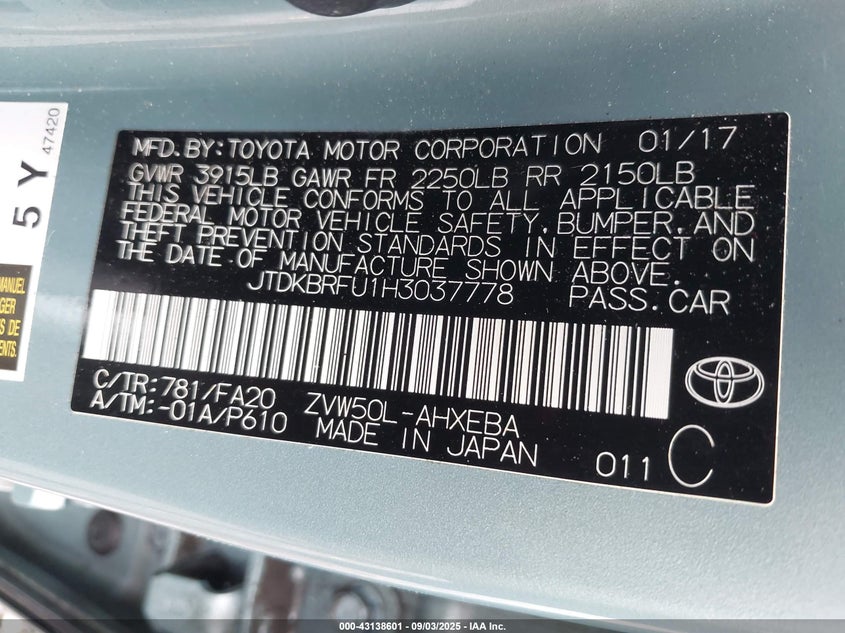 MFD.BY:TOYOTA MOTOR CORPORATION 01/17
GVWR 3915LB GAWR FR 2250LB RR 2150LB
THIS VEHICLE CONFORMS TO ALL APPLICABLE
FEDERAL MOTOR VEHICLE SAFETY,BUMPER,AND
THEFT PREVENTION STANDARDS IN EFFECT ON
THE DATE OF MANUFACTURE SHOWN ABOVE.
JTDKBRFU1H3037778 PASS.CAR
C/TR:781/FA20 ZVW50L-AHXEBA
A/TM:-01A/P610 MADE IN JAPAN
011 C
5 Y 47420
MANUEL
DE
000-43138601 - 09/03/2025 - IAA Inc.